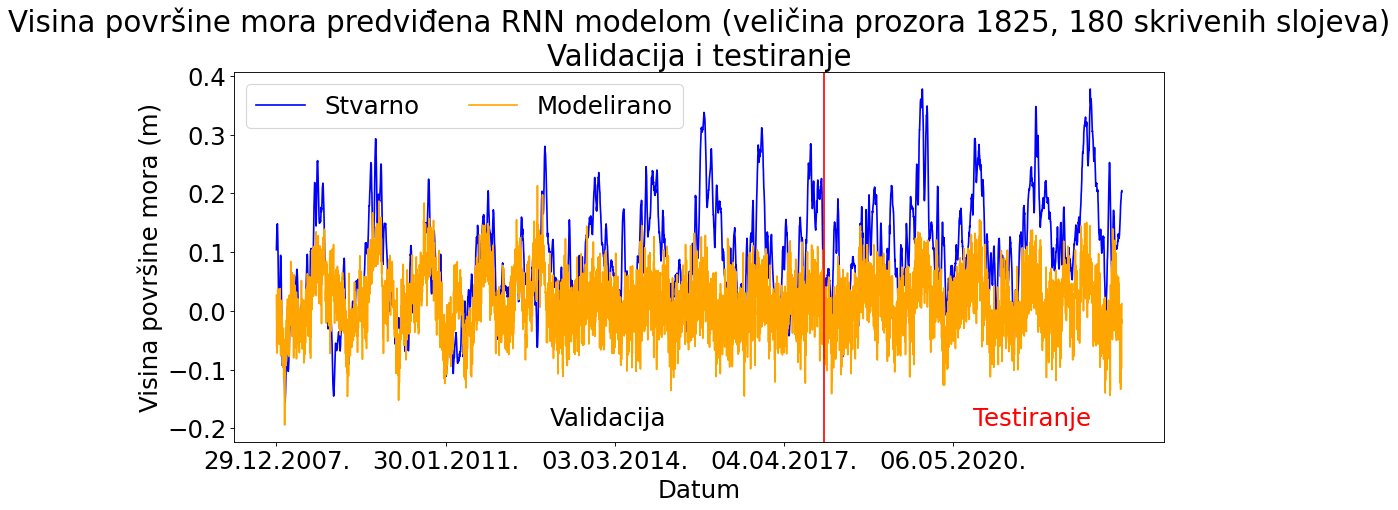 Visina površine mora predviđena RNN modelom (veličina prozora 1825, 180 skrivenih slojeva)
Validacija i testiranje
Visina površine mora (m)
0.4
0.3
0.2
0.1
0.0
−0.1
−0.2
Stvarno
Modelirano
Validacija
Testiranje
29.12.2007.
30.01.2011.
03.03.2014.
04.04.2017.
06.05.2020.
Datum